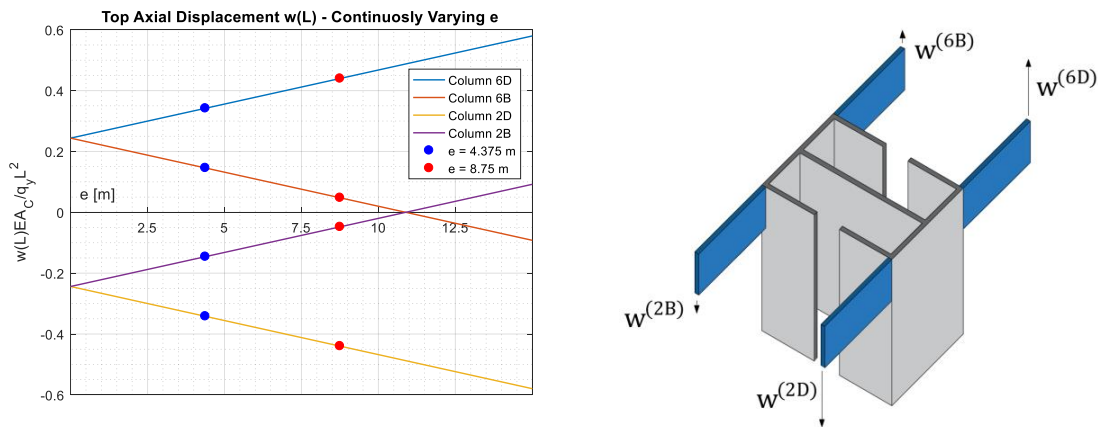 Top Axial Displacement w(L) - Continuosly Varying e
w(L)EA_C/q_yL^2
0.6
0.4
0.2
0
-0.2
-0.4
-0.6
e [m]
2.5
5
7.5
10
12.5
Column 6D
Column 6B
Column 2D
Column 2B
e = 4.375 m
e = 8.75 m
w^(6B)
w^(6D)
w^(2B)
w^(2D)